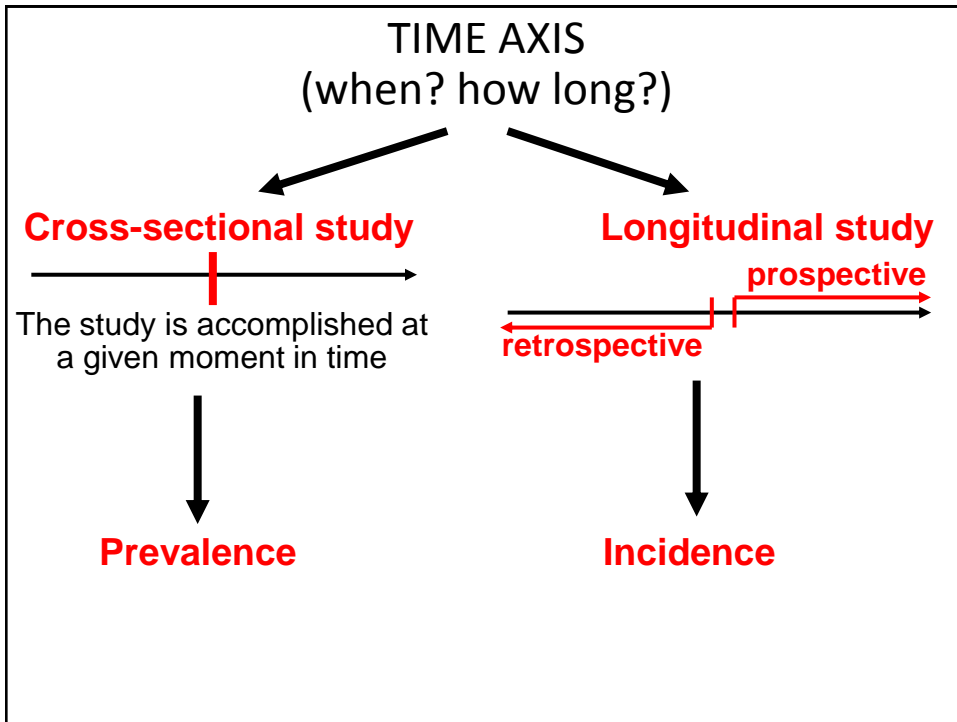 TIME AXIS
(when? how long?)
Cross-sectional study
The study is accomplished at
a given moment in time
Prevalence
Longitudinal study
prospective
retrospective
Incidence